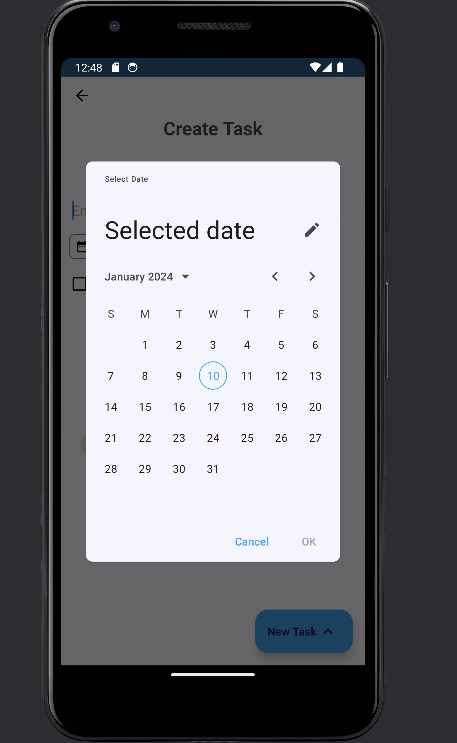 12:48
Create Task
Select Date
En
Selected date
January 2024
S M T W T F S
1 2 3 4 5 6
7 8 9 10 11 12 13
14 15 16 17 18 19 20
21 22 23 24 25 26 27
28 29 30 31
Cancel OK
New Task